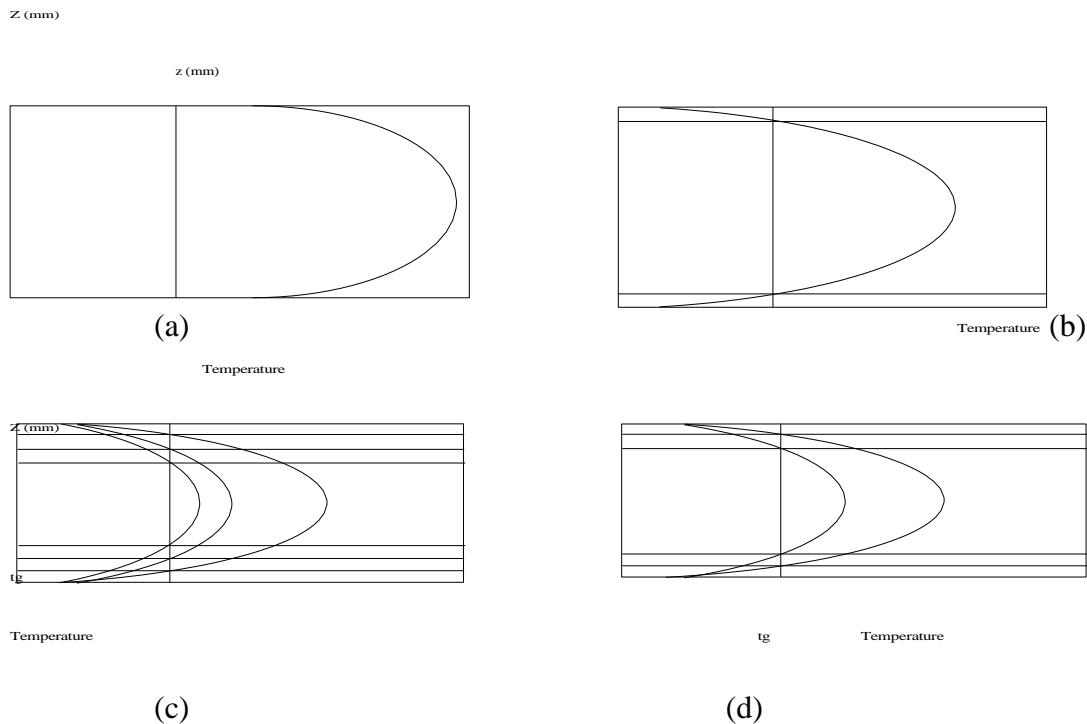 Z (mm)
z (mm)
(a)
Temperature (b)
Temperature
Z (mm)
tg
Temperature
tg Temperature
(c)
(d)